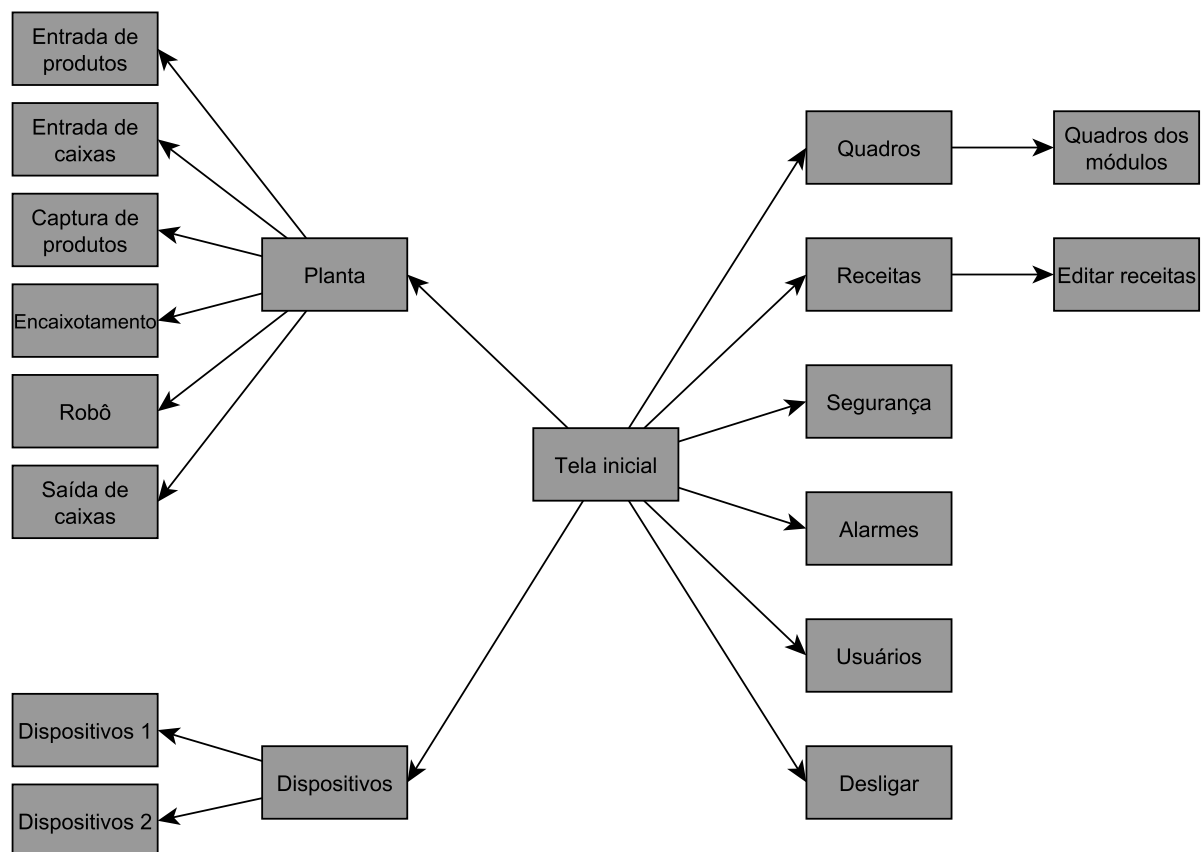 Entrada de
produtos
Entrada de
caixas
Captura de
produtos
Encaixotamento
Robô
Saída de
caixas
Planta
Tela inicial
Dispositivos 1
Dispositivos 2
Dispositivos
Quadros
Quadros dos
módulos
Receitas
Editar receitas
Segurança
Alarmes
Usuários
Desligar